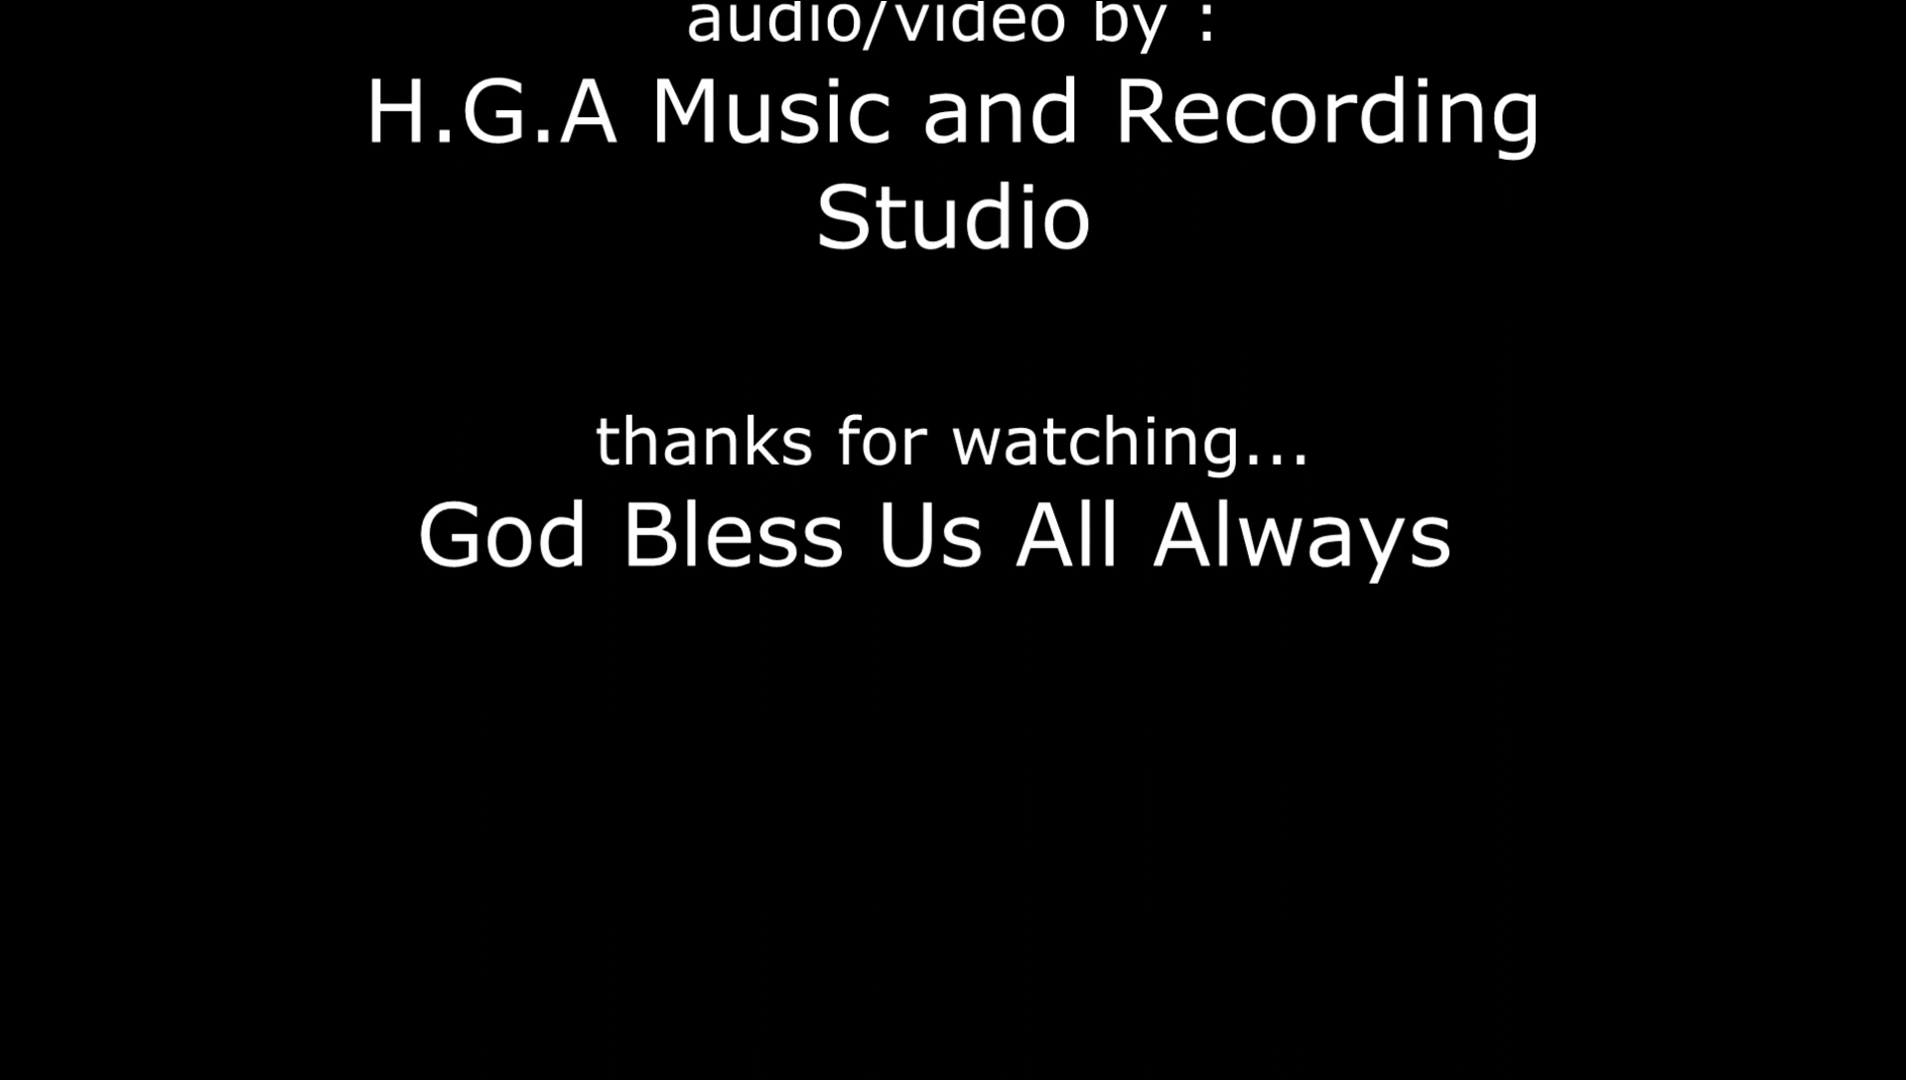 audio/video by :
H.G.A Music and Recording
Studio
thanks for watching...
God Bless Us All Always